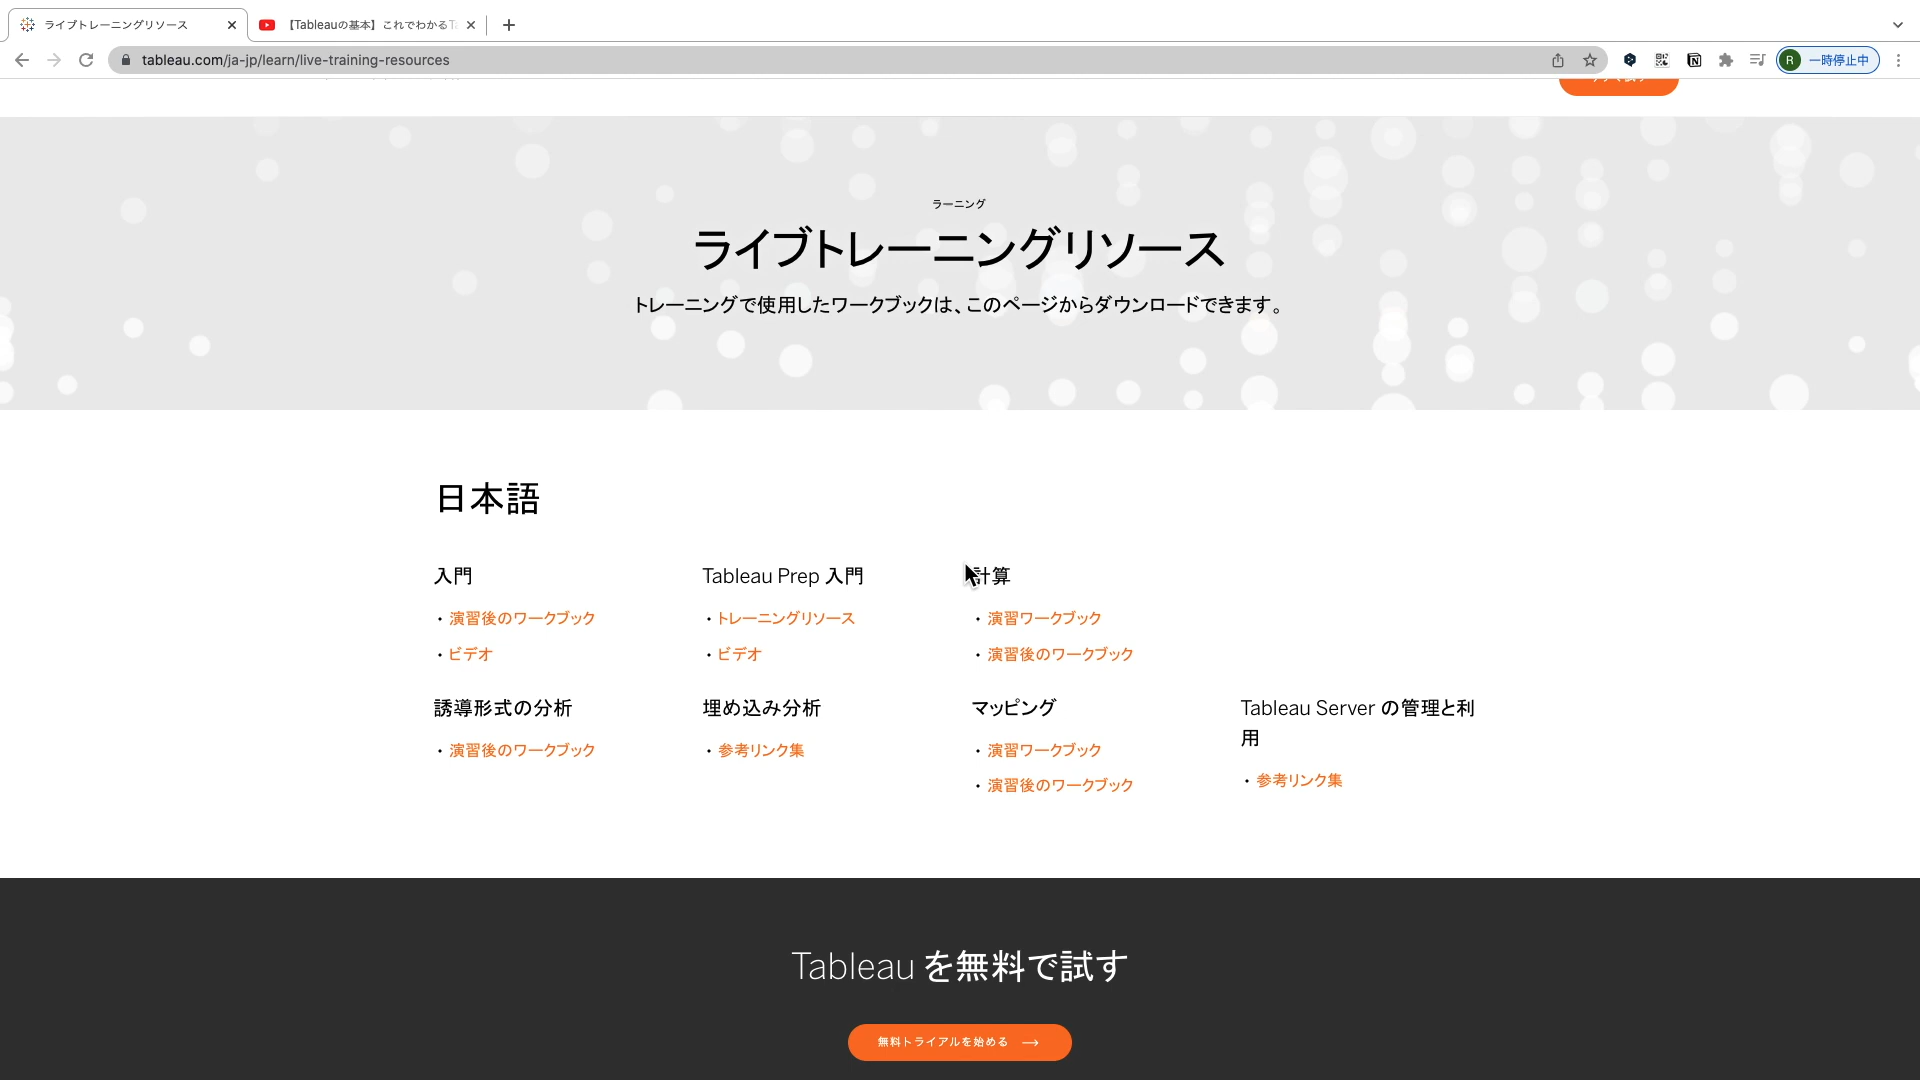 ライブトレーニングリソース
【Tableauの基本】これでわかる
tableau.com/ja-jp/learn/live-training-resources
R 一時停止中
ラーニング
ライブトレーニングリソース
トレーニングで使用したワークブックは、このページからダウンロードできます。
日本語
入門
・演習後のワークブック
・ビデオ
Tableau Prep 入門
・トレーニングリソース
・ビデオ
計算
・演習ワークブック
・演習後のワークブック
誘導形式の分析
・演習後のワークブック
埋め込み分析
・参考リンク集
マッピング
・演習ワークブック
・演習後のワークブック
Tableau Server の管理と利
用
・参考リンク集
Tableau を無料で試す
無料トライアルを始める →